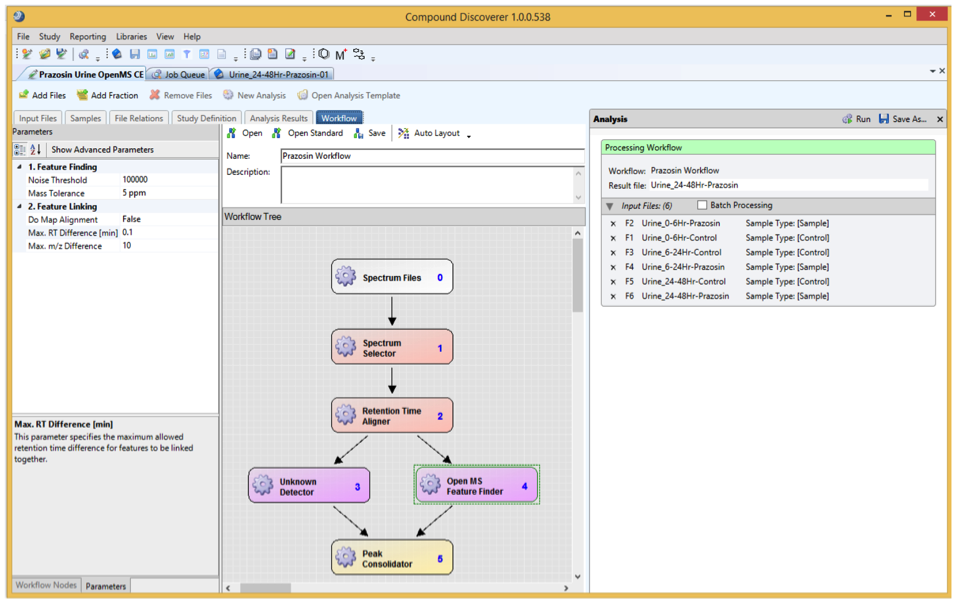 Compound Discoverer 1.0.0.538
File Study Reporting Libraries View Help
Prazosin Urine OpenMS CE Job Queue Urine_24-48Hr-Prazosin-01
Add Files Add Fraction Remove Files New Analysis Open Analysis Template
Input Files Samples File Relations Study Definition Analysis Results Workflow
Parameters
Show Advanced Parameters
1. Feature Finding
Noise Threshold 100000
Mass Tolerance 5 ppm
2. Feature Linking
Do Map Alignment False
Max. RT Difference [min] 0.1
Max. m/z Difference 10
Max. RT Difference [min]
This parameter specifies the maximum allowed
retention time difference for features to be linked
together.
Workflow Nodes Parameters
Open Open Standard Save Auto Layout
Name: Prazosin Workflow
Description:
Workflow Tree
Spectrum Files 0
Spectrum
Selector 1
Retention Time
Aligner 2
Unknown
Detector 3
Open MS
Feature Finder 4
Peak
Consolidator 5
Analysis Run Save As... ×
Processing Workflow
Workflow: Prazosin Workflow
Result file: Urine_24-48Hr-Prazosin
Input Files: (6) Batch Processing
× F2 Urine_0-6Hr-Prazosin Sample Type: [Sample]
× F1 Urine_0-6Hr-Control Sample Type: [Control]
× F3 Urine_6-24Hr-Control Sample Type: [Control]
× F4 Urine_6-24Hr-Prazosin Sample Type: [Sample]
× F5 Urine_24-48Hr-Control Sample Type: [Control]
× F6 Urine_24-48Hr-Prazosin Sample Type: [Sample]